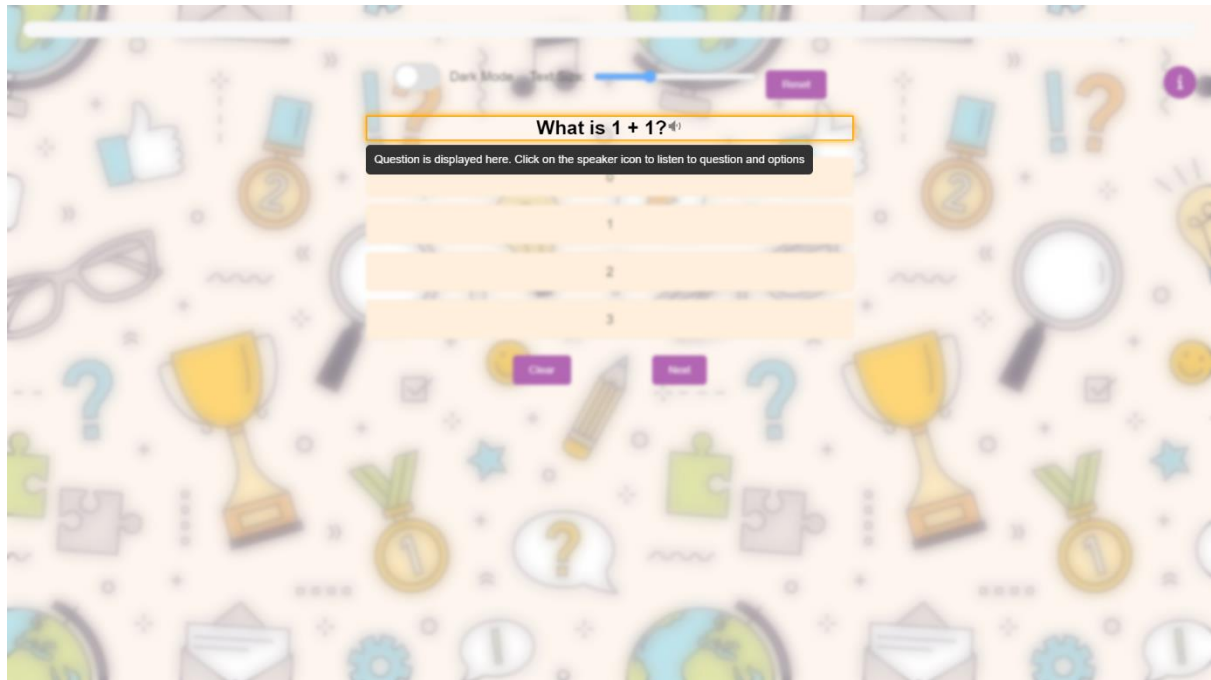 Dark Mode Text Size: Reset
i
What is 1 + 1?
Question is displayed here. Click on the speaker icon to listen to question and options
0
1
2
3
Clear Next